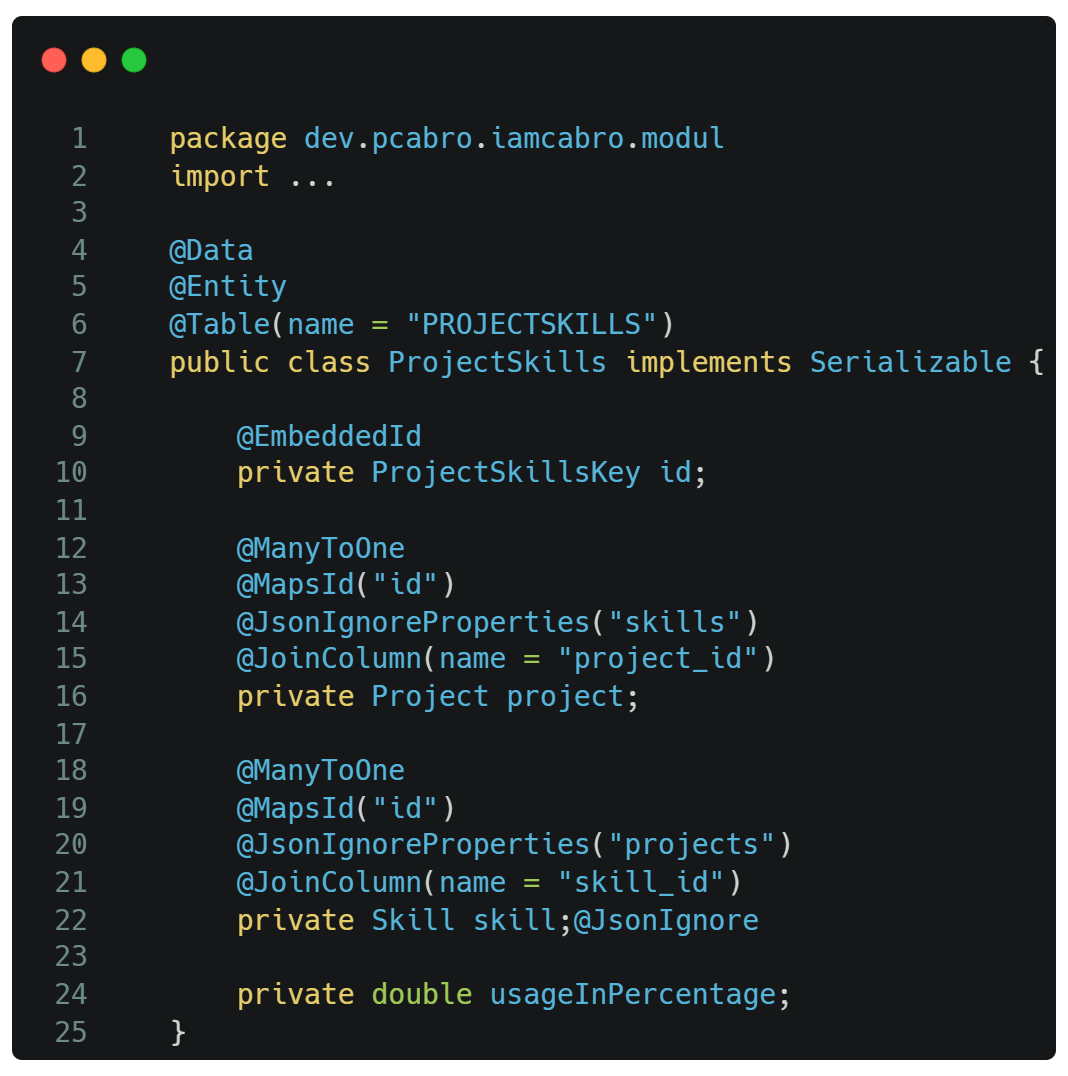 1 package dev.pcabro.iamcabro.modul
2 import ...
3
4 @Data
5 @Entity
6 @Table(name = "PROJECTSKILLS")
7 public class ProjectSkills implements Serializable {
8
9     @EmbeddedId
10     private ProjectSkillsKey id;
11
12     @ManyToOne
13     @MapsId("id")
14     @JsonIgnoreProperties("skills")
15     @JoinColumn(name = "project_id")
16     private Project project;
17
18     @ManyToOne
19     @MapsId("id")
20     @JsonIgnoreProperties("projects")
21     @JoinColumn(name = "skill_id")
22     private Skill skill;@JsonIgnore
23
24     private double usageInPercentage;
25 }